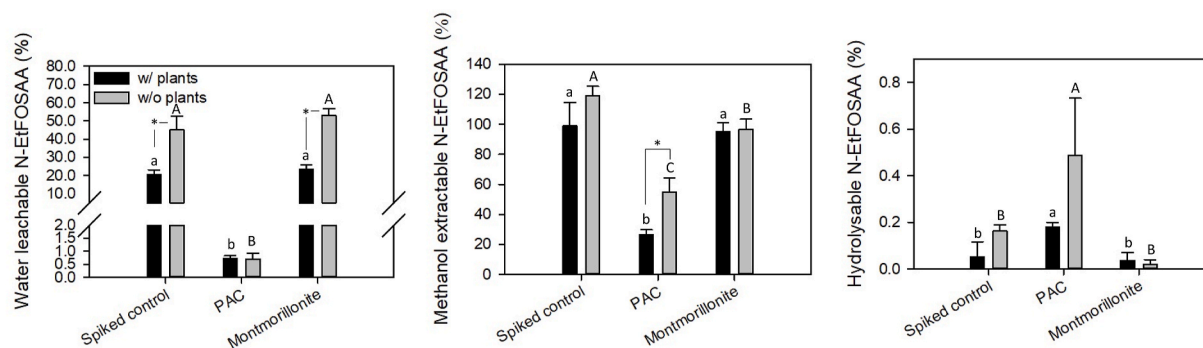 Water leachable N-EtFOSAA (%)
80.0
70.0
60.0
50.0
40.0
30.0
20.0
10.0
2.0
1.5
1.0
0.5
0.0
w/ plants
w/o plants
*
a
A
b
B
*
a
A
Spiked control
PAC
Montmorillonite
Methanol extractable N-EtFOSAA (%)
140
120
100
80
60
40
20
0
a
A
*
b
C
a
B
Spiked control
PAC
Montmorillonite
Hydrolysable N-EtFOSAA (%)
0.8
0.6
0.4
0.2
0.0
b
B
a
A
b
B
Spiked control
PAC
Montmorillonite